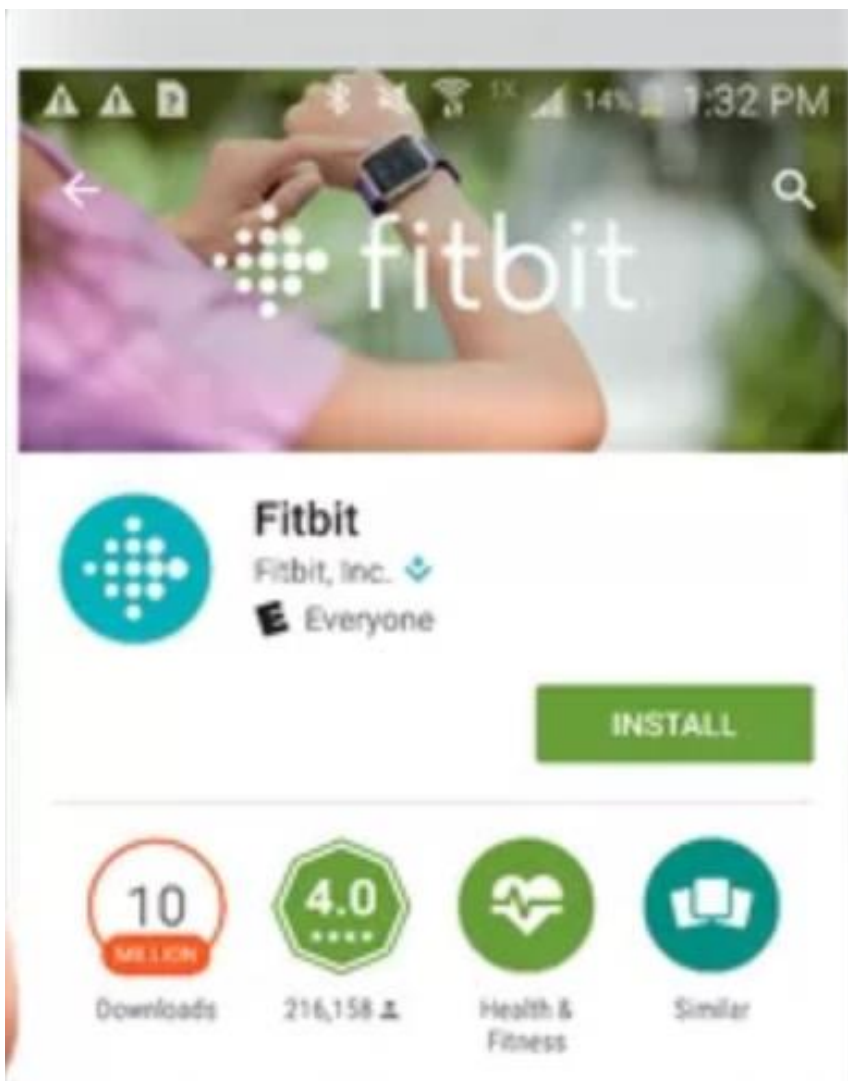 1X 14% 1:32 PM
fitbit
Fitbit
Fitbit, Inc.
E Everyone
INSTALL
10
MILLION
4.0
Downloads
216,158
Health &
Fitness
Similar